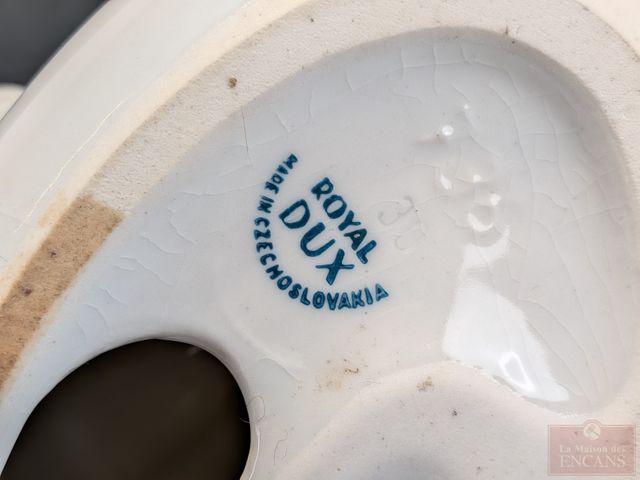 ROYAL
DUX
MADE IN CZECHOSLOVAKIA
La Maison des
ENCANS